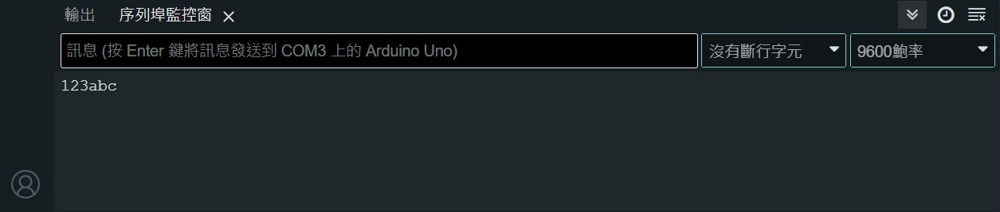 輸出 序列埠監控窗
訊息 (按 Enter 鍵將訊息發送到 COM3 上的 Arduino Uno) 沒有斷行字元 9600鮑率
123abc